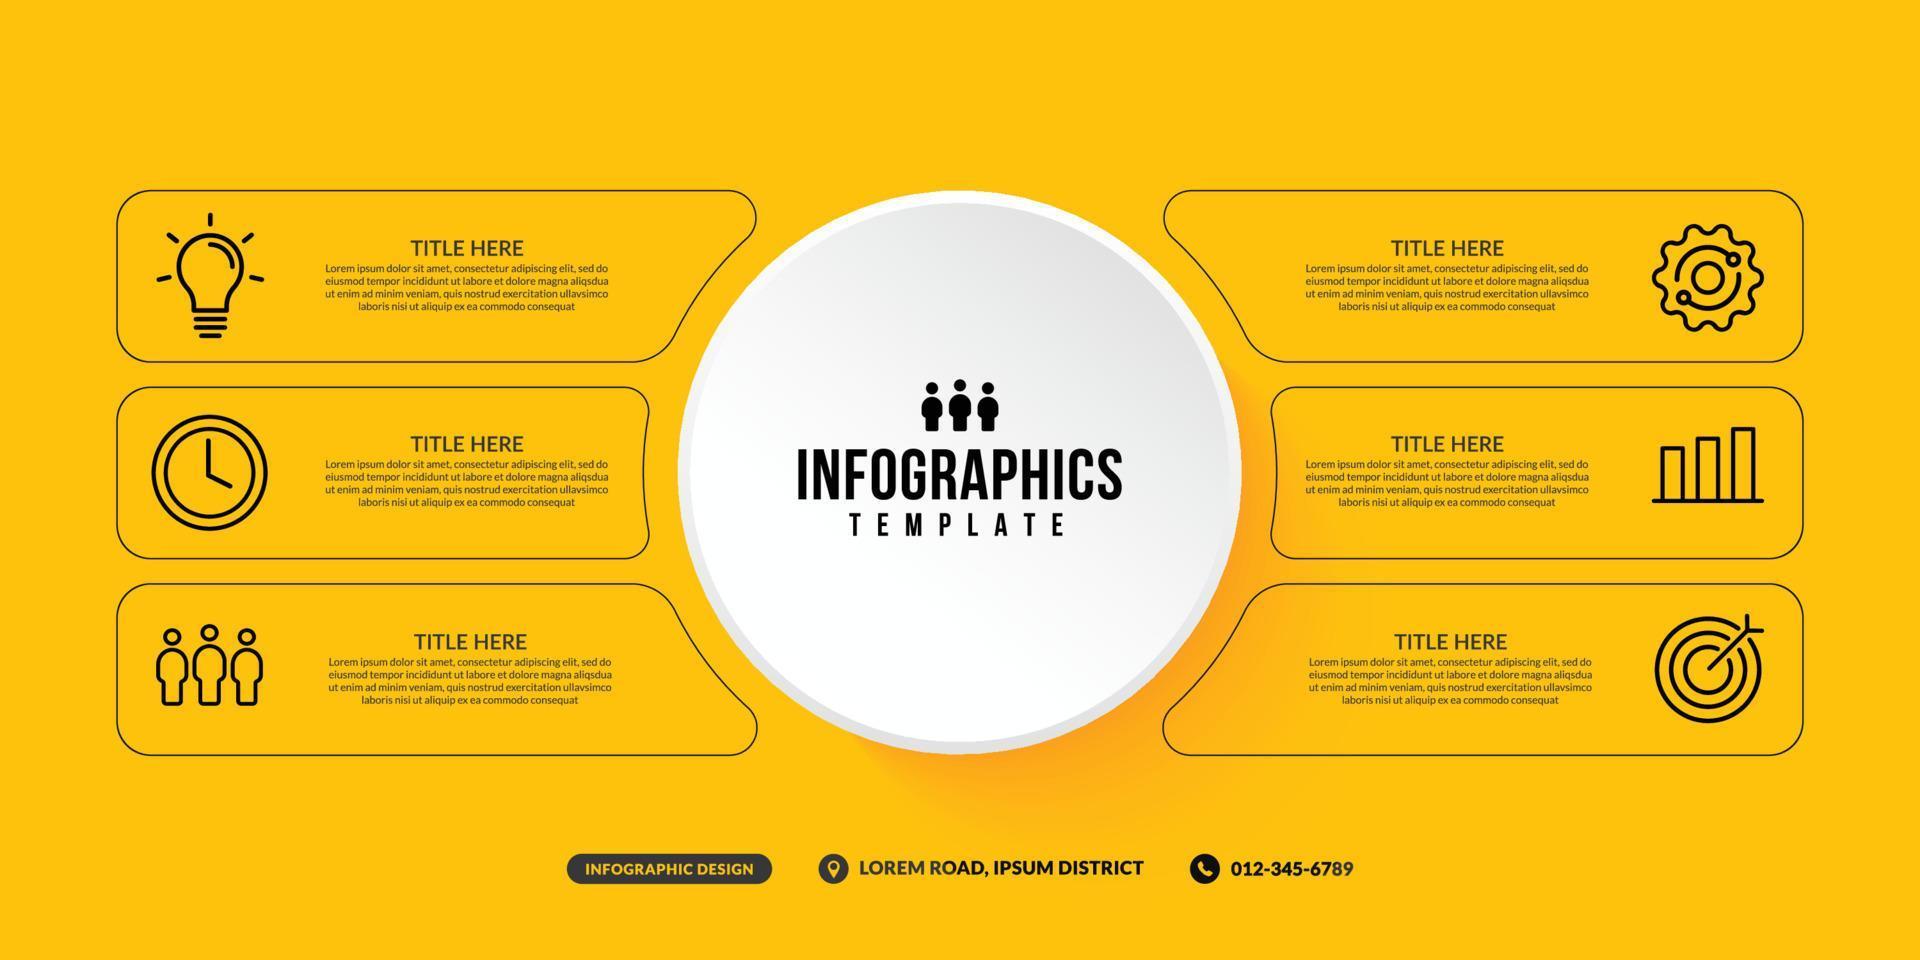 TITLE HERE
Lorem ipsum dolor sit amet, consectetur adipiscing elit, sed do
eiusmod tempor incididunt ut labore et dolore magna aliqsdua
ut enim ad minim veniam, quis nostrud exercitation ullavsimco
laboris nisi ut aliquip ex ea commodo consequat
TITLE HERE
Lorem ipsum dolor sit amet, consectetur adipiscing elit, sed do
eiusmod tempor incididunt ut labore et dolore magna aliqsdua
ut enim ad minim veniam, quis nostrud exercitation ullavsimco
laboris nisi ut aliquip ex ea commodo consequat
TITLE HERE
Lorem ipsum dolor sit amet, consectetur adipiscing elit, sed do
eiusmod tempor incididunt ut labore et dolore magna aliqsdua
ut enim ad minim veniam, quis nostrud exercitation ullavsimco
laboris nisi ut aliquip ex ea commodo consequat
INFOGRAPHICS
TEMPLATE
TITLE HERE
Lorem ipsum dolor sit amet, consectetur adipiscing elit, sed do
eiusmod tempor incididunt ut labore et dolore magna aliqsdua
ut enim ad minim veniam, quis nostrud exercitation ullavsimco
laboris nisi ut aliquip ex ea commodo consequat
TITLE HERE
Lorem ipsum dolor sit amet, consectetur adipiscing elit, sed do
eiusmod tempor incididunt ut labore et dolore magna aliqsdua
ut enim ad minim veniam, quis nostrud exercitation ullavsimco
laboris nisi ut aliquip ex ea commodo consequat
TITLE HERE
Lorem ipsum dolor sit amet, consectetur adipiscing elit, sed do
eiusmod tempor incididunt ut labore et dolore magna aliqsdua
ut enim ad minim veniam, quis nostrud exercitation ullavsimco
laboris nisi ut aliquip ex ea commodo consequat
INFOGRAPHIC DESIGN
LOREM ROAD, IPSUM DISTRICT
012-345-6789